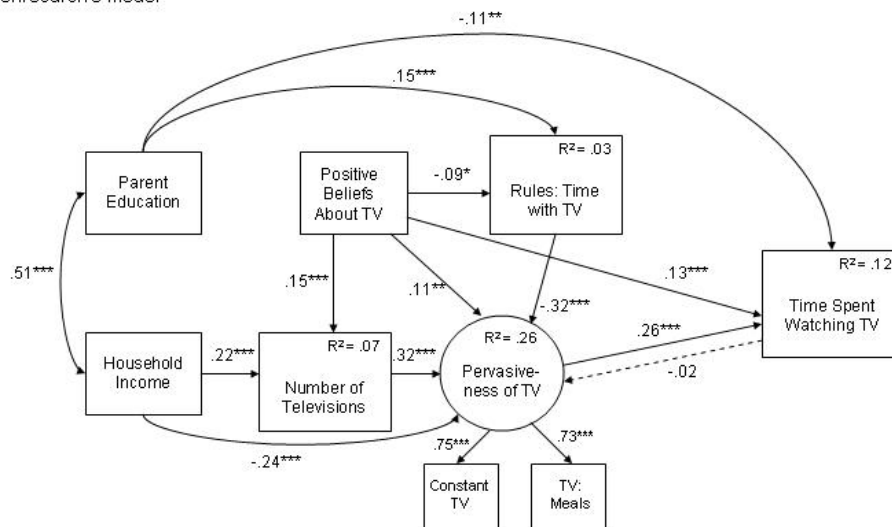 -.11**
.15***
R²= .03
Parent
Education
Positive
Beliefs
About TV
-.09*
Rules: Time
with TV
R²= .12
.51***
.15***
.11**
-.32***
.13***
Time Spent
Watching TV
Household
Income
.22***
R²= .07
Number of
Televisions
.32***
R²= .26
Pervasive-
ness of TV
.26***
-.02
-.24***
.75***
.73***
Constant
TV
TV:
Meals